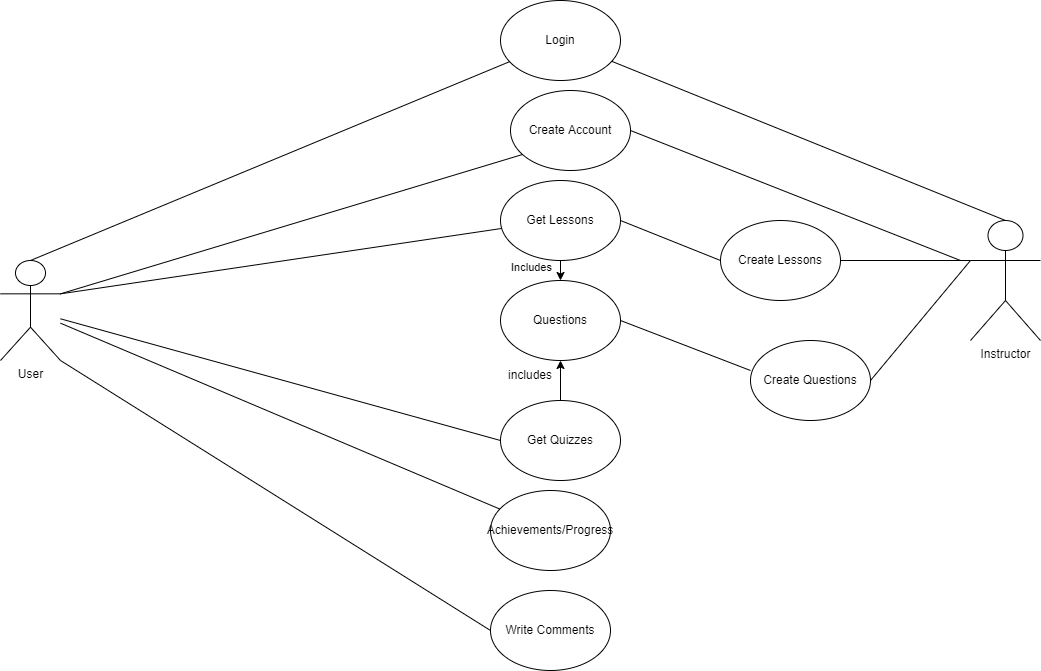 Login
Create Account
Get Lessons
Create Lessons
Includes
Questions
Instructor
User
includes
Create Questions
Get Quizzes
Achievements/Progress
Write Comments